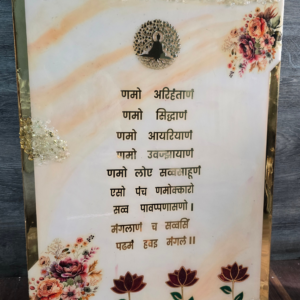 णमो अरिहंताणं
णमो सिद्धाणं
णमो आयरियाणं
णमो उवज्झायाणं
णमो लोए सव्वसाहूणं
एसो पंच णमोक्कारो
सव्व पावप्पणासणो।
मंगलाणं च सव्वसिं
पढमं हवइ मंगलं।।